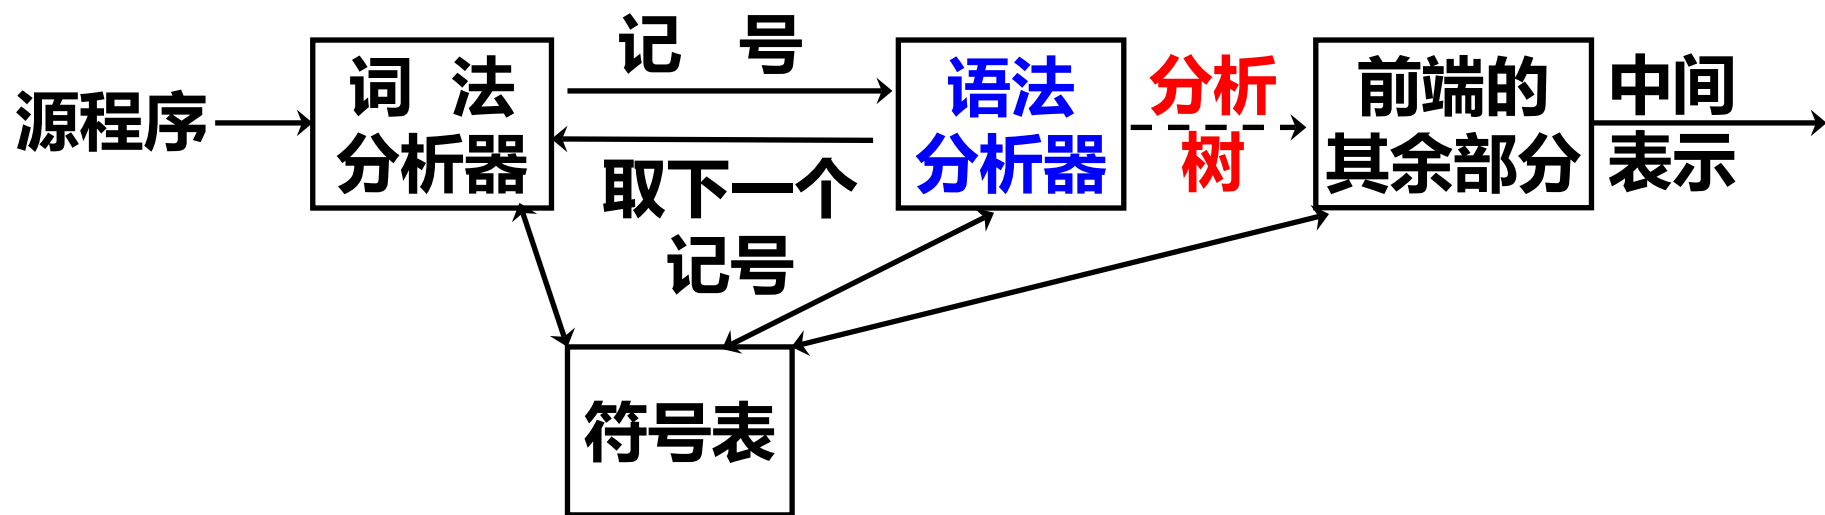 源程序
词 法
分析器
记 号
取下一个
记号
语法
分析器
分析
树
前端的
其余部分
中间
表示
符号表